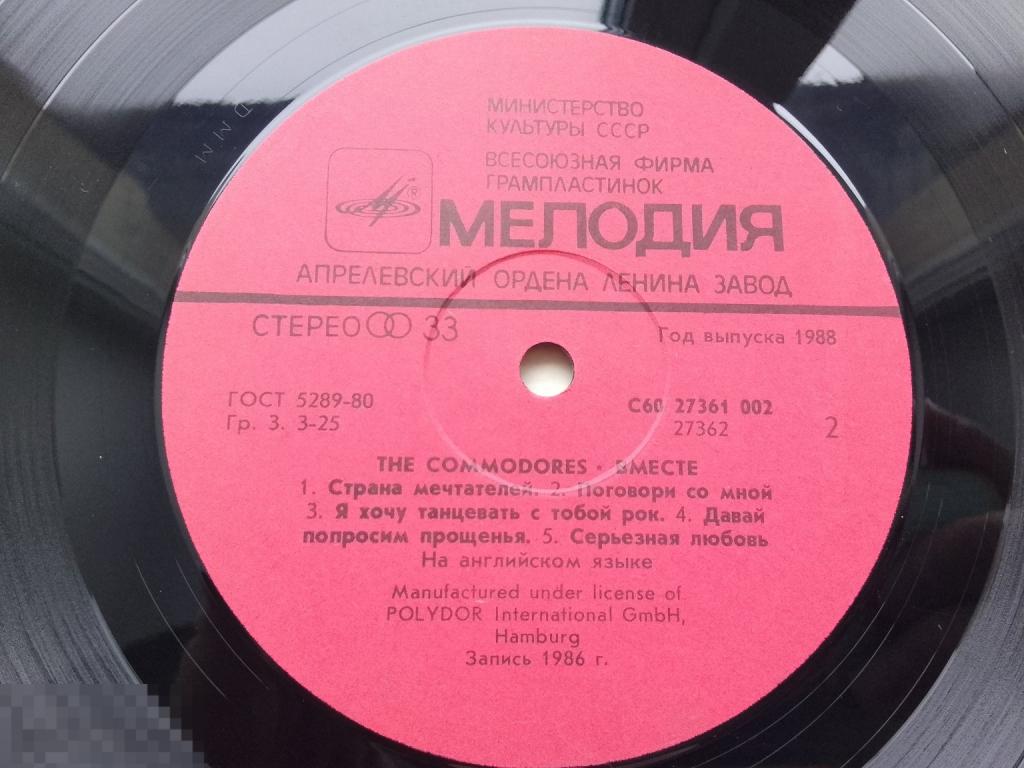 МИНИСТЕРСТВО
КУЛЬТУРЫ СССР
ВСЕСОЮЗНАЯ ФИРМА
ГРАМПЛАСТИНОК
®
МЕЛОДИЯ
АПРЕЛЕВСКИЙ ОРДЕНА ЛЕНИНА ЗАВОД
СТЕРЕО 33
Год выпуска 1988
ГОСТ 5289-80
Гр. 3. 3-25
С60 27361 002
27362
2
THE COMMODORES · ВМЕСТЕ
1. Страна мечтателей. 2. Поговори со мной
3. Я хочу танцевать с тобой рок. 4. Давай
попросим прощенья. 5. Серьезная любовь
На английском языке
Manufactured under license of
POLYDOR International GmbH,
Hamburg
Запись 1986 г.
DMM